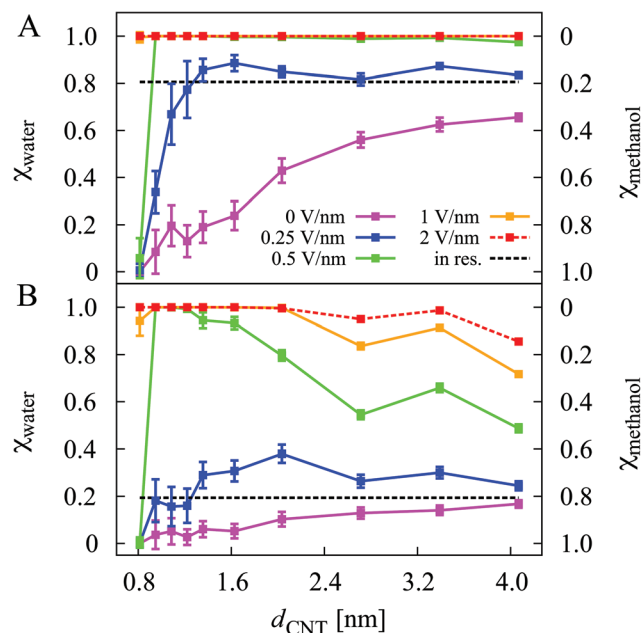 A
1.0
0.8
0.6
0.4
0.2
0
χwater
0
0.2
0.4
0.6
0.8
1.0
χmethanol
0 V/nm
0.25 V/nm
0.5 V/nm
1 V/nm
2 V/nm
in res.
B
1.0
0.8
0.6
0.4
0.2
0
χwater
0
0.2
0.4
0.6
0.8
1.0
χmethanol
0.8 1.6 2.4 3.2 4.0
dCNT [nm]